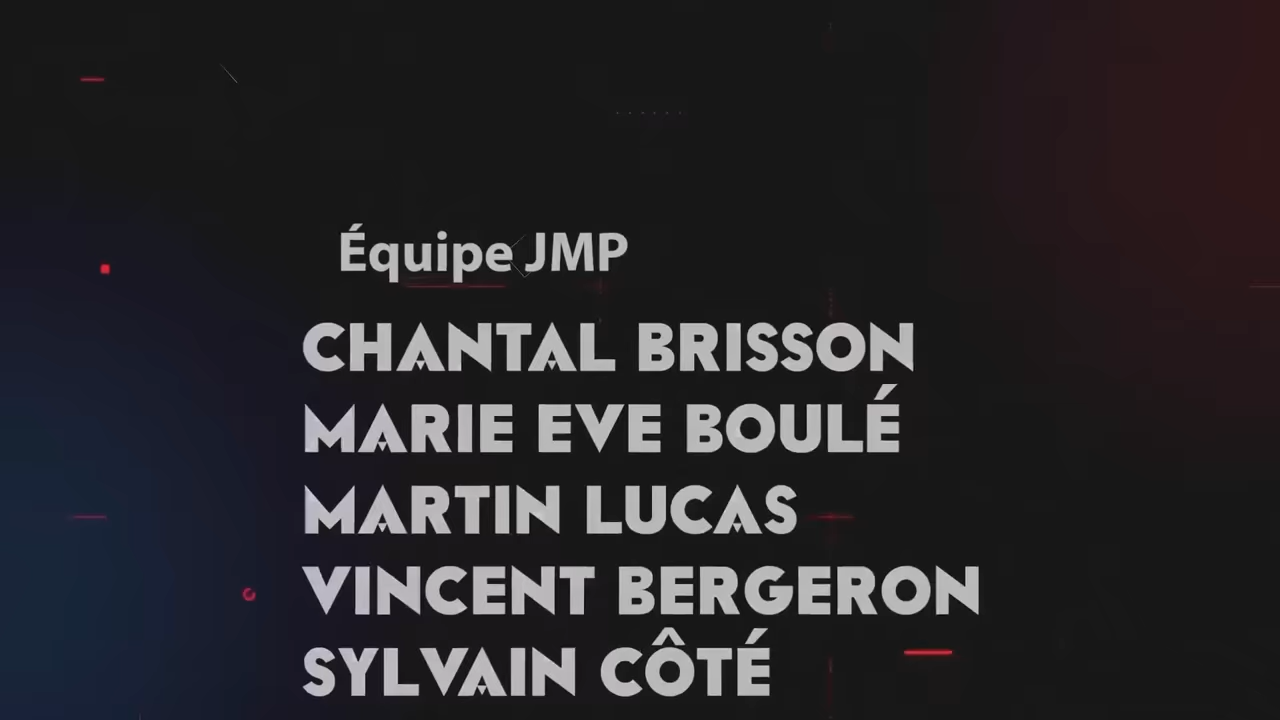 Équipe JMP
CHANTAL BRISSON
MARIE EVE BOULÉ
MARTIN LUCAS
VINCENT BERGERON
SYLVAIN CÔTÉ